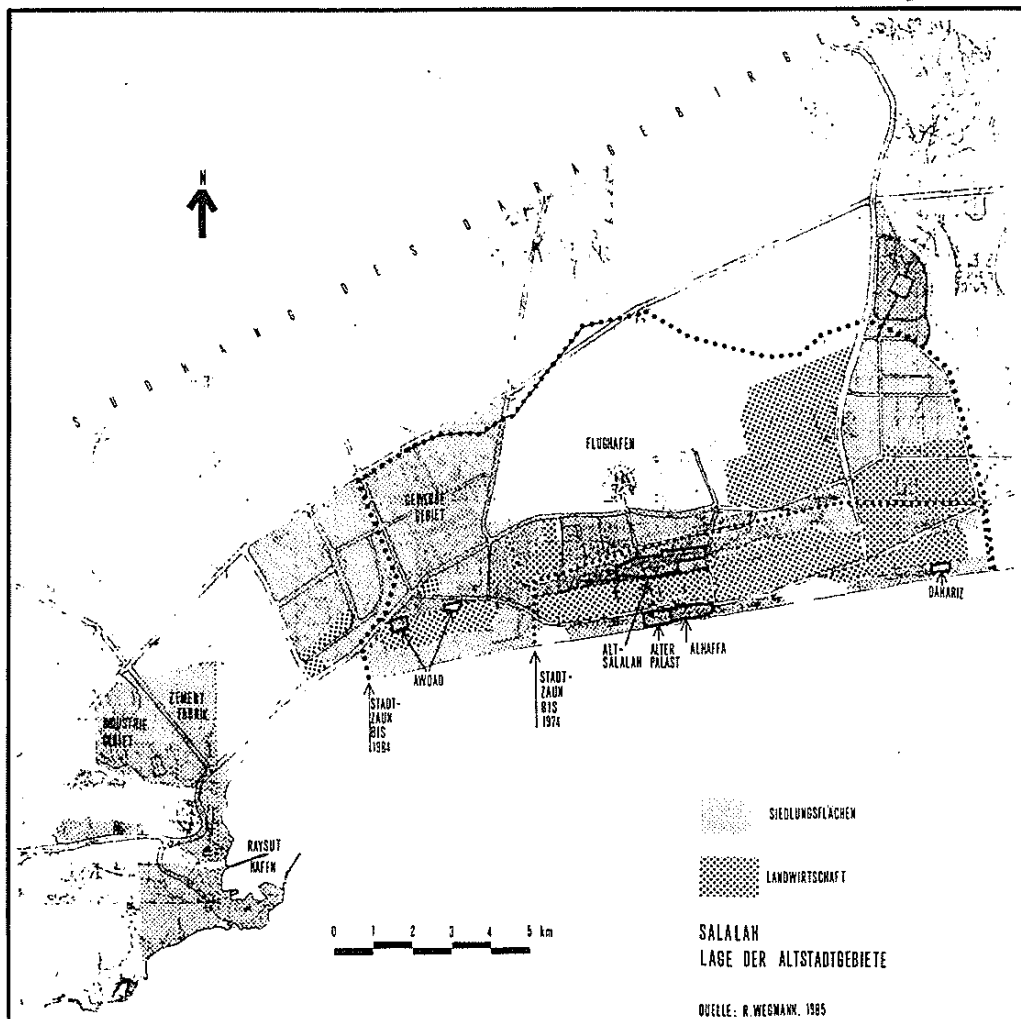 N
SÜDHANG DES QARAGEBIRGES
FLUGHAFEN
GEWERBE
GEBIET
DAHARIZ
ALT-
SALALAH
ALTER
PALAST
ALHAFFA
AWQAD
STADT-
ZAUN
BIS
1984
STADT-
ZAUN
BIS
1974
ZEMENT
FABRIK
INDUSTRIE
GEBIET
RAYSUT
HAFEN
SIEDLUNGSFLÄCHEN
LANDWIRTSCHAFT
0 1 2 3 4 5 km
SALALAH
LAGE DER ALTSTADTGEBIETE
QUELLE: R.WEGMANN, 1985